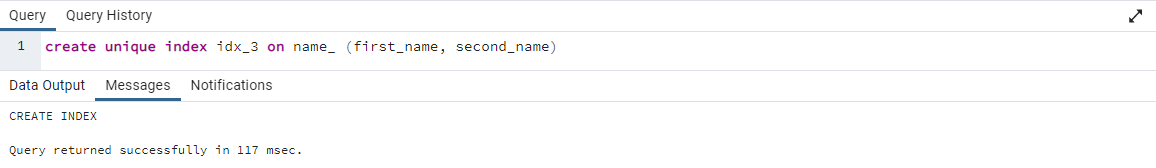 Query Query History
1 create unique index idx_3 on name_ (first_name, second_name)
Data Output Messages Notifications
CREATE INDEX
Query returned successfully in 117 msec.